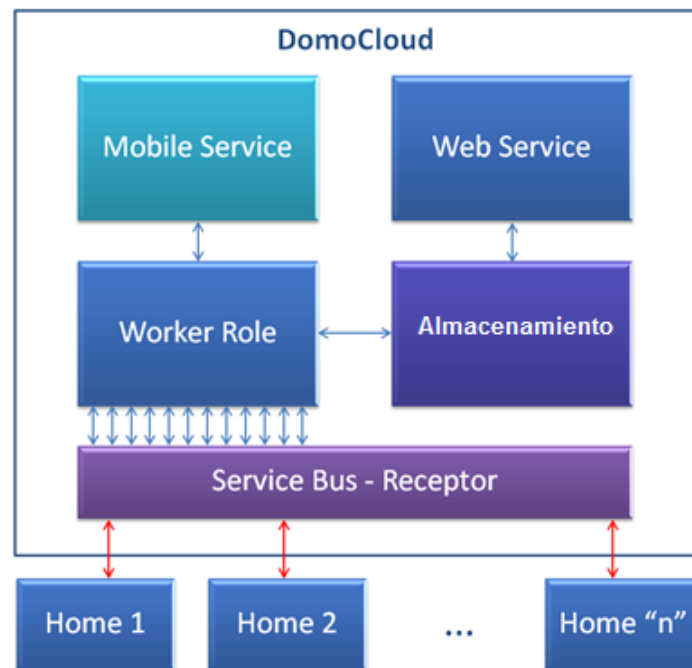 DomoCloud
Mobile Service
Web Service
Worker Role
Almacenamiento
Service Bus - Receptor
Home 1
Home 2
...
Home “n”